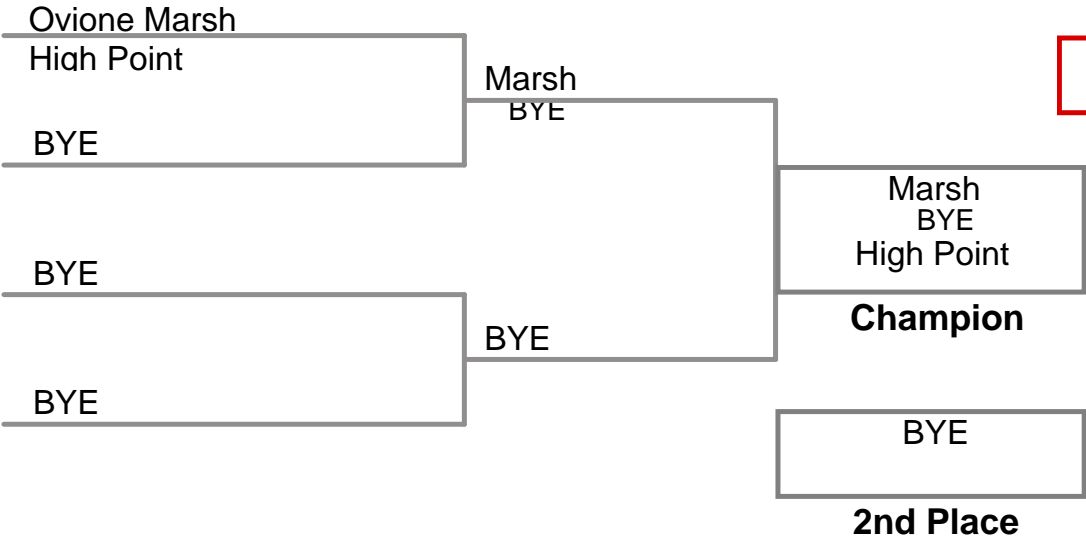 Ovione Marsh
High Point
BYE
BYE
BYE
Marsh
BYE
BYE
Marsh
BYE
High Point
Champion
BYE
2nd Place